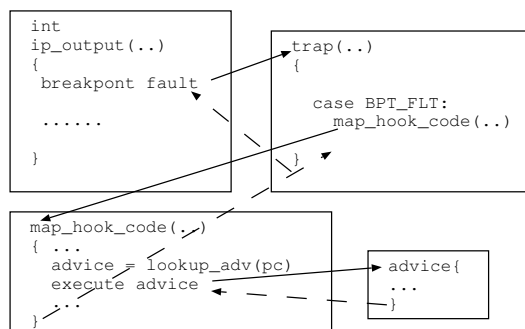 int
ip_output(..)
{
breakpont fault
......
}
trap(..)
{
case BPT_FLT:
map_hook_code(..)
}
map_hook_code(..)
{ ...
advice = lookup_adv(pc)
execute advice
...
}
advice{
...
}